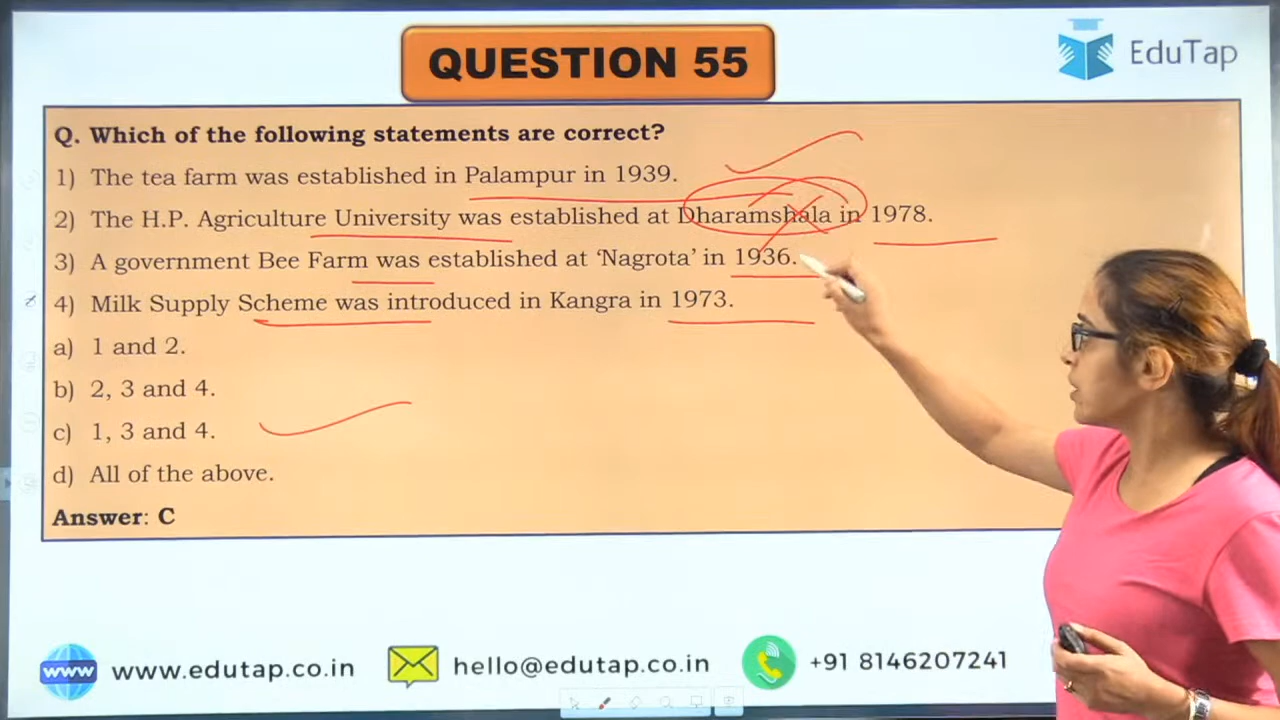 QUESTION 55
EduTap
Q. Which of the following statements are correct?
1) The tea farm was established in Palampur in 1939.
2) The H.P. Agriculture University was established at Dharamshala in 1978.
3) A government Bee Farm was established at ‘Nagrota’ in 1936.
4) Milk Supply Scheme was introduced in Kangra in 1973.
a) 1 and 2.
b) 2, 3 and 4.
c) 1, 3 and 4.
d) All of the above.
Answer: C
www www.edutap.co.in hello@edutap.co.in +91 8146207241